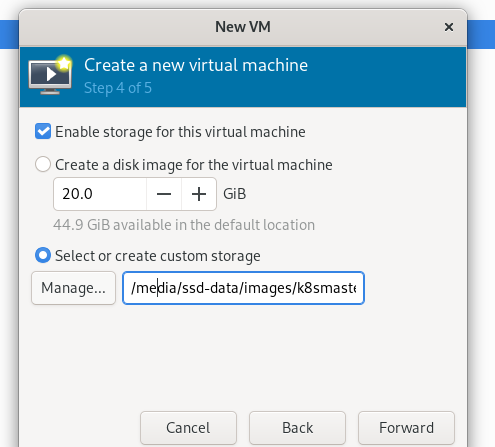 New VM
Create a new virtual machine
Step 4 of 5
Enable storage for this virtual machine
Create a disk image for the virtual machine
20.0 GiB
44.9 GiB available in the default location
Select or create custom storage
Manage... /media/ssd-data/images/k8smaste
Cancel Back Forward